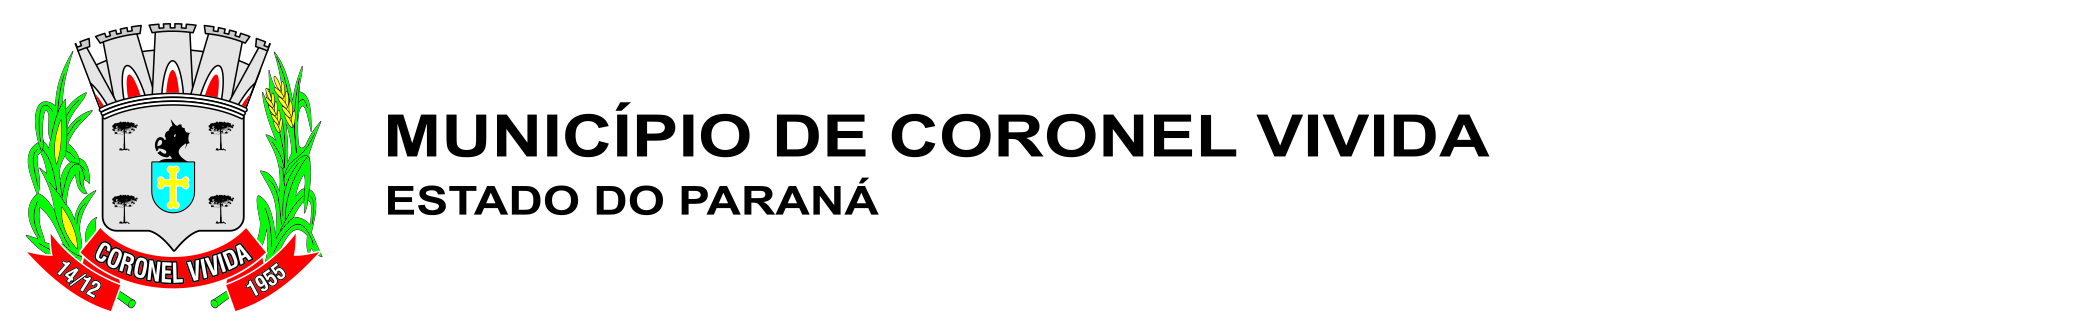 MUNICÍPIO DE CORONEL VIVIDA
ESTADO DO PARANÁ
CORONEL VIVIDA
14/12
1955